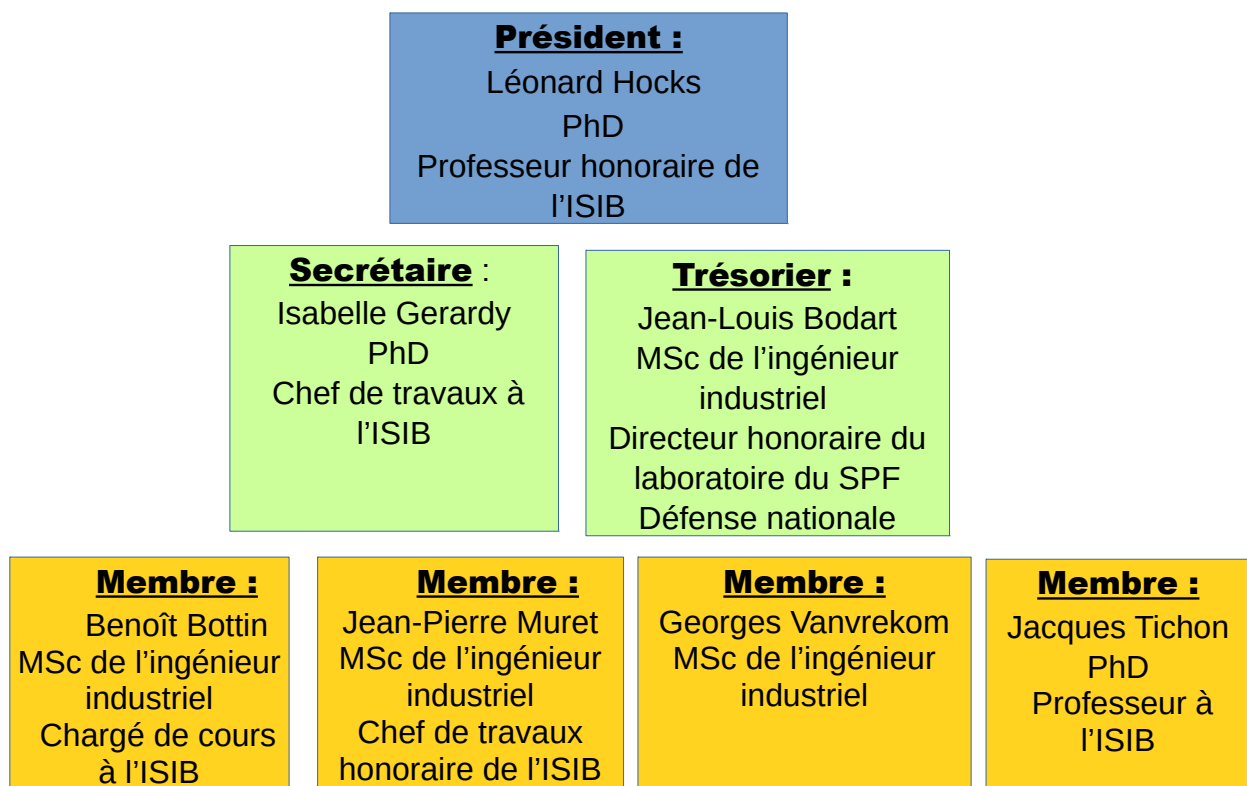 Président :
Léonard Hocks
PhD
Professeur honoraire de
l’ISIB
Secrétaire :
Isabelle Gerardy
PhD
Chef de travaux à
l’ISIB
Trésorier :
Jean-Louis Bodart
MSc de l’ingénieur
industriel
Directeur honoraire du
laboratoire du SPF
Défense nationale
Membre :
Benoît Bottin
MSc de l’ingénieur
industriel
Chargé de cours
à l’ISIB
Membre :
Jean-Pierre Muret
MSc de l’ingénieur
industriel
Chef de travaux
honoraire de l’ISIB
Membre :
Georges Vanvrekom
MSc de l’ingénieur
industriel
Membre :
Jacques Tichon
PhD
Professeur à
l’ISIB